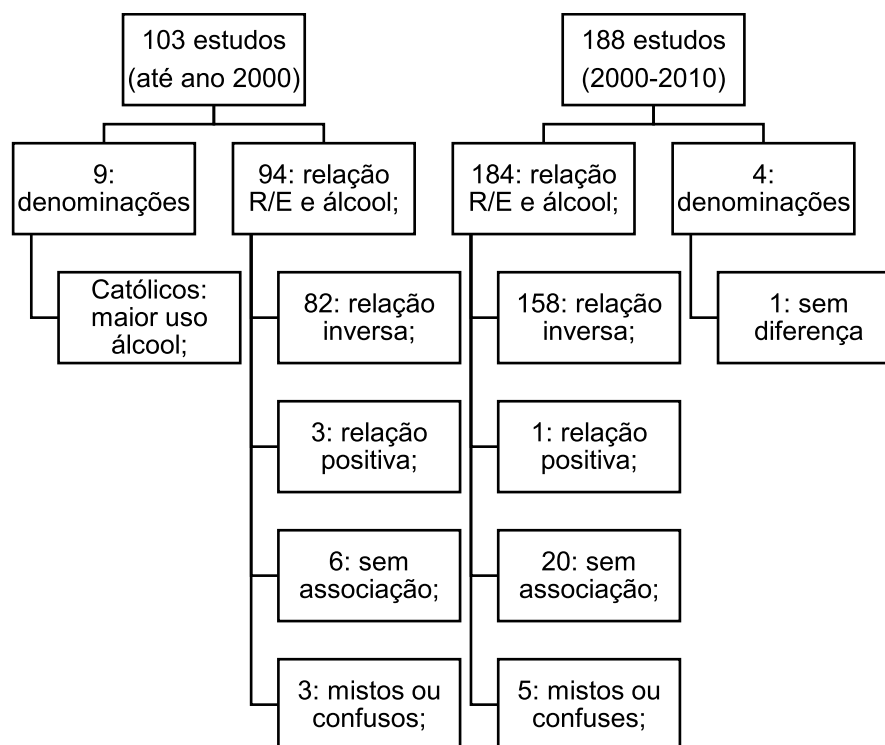 103 estudos
(até ano 2000)
188 estudos
(2000-2010)
9:
denominações
94: relação
R/E e álcool;
184: relação
R/E e álcool;
4:
denominações
Católicos:
maior uso
álcool;
82: relação
inversa;
158: relação
inversa;
1: sem
diferença
3: relação
positiva;
1: relação
positiva;
6: sem
associação;
20: sem
associação;
3: mistos ou
confusos;
5: mistos ou
confuses;